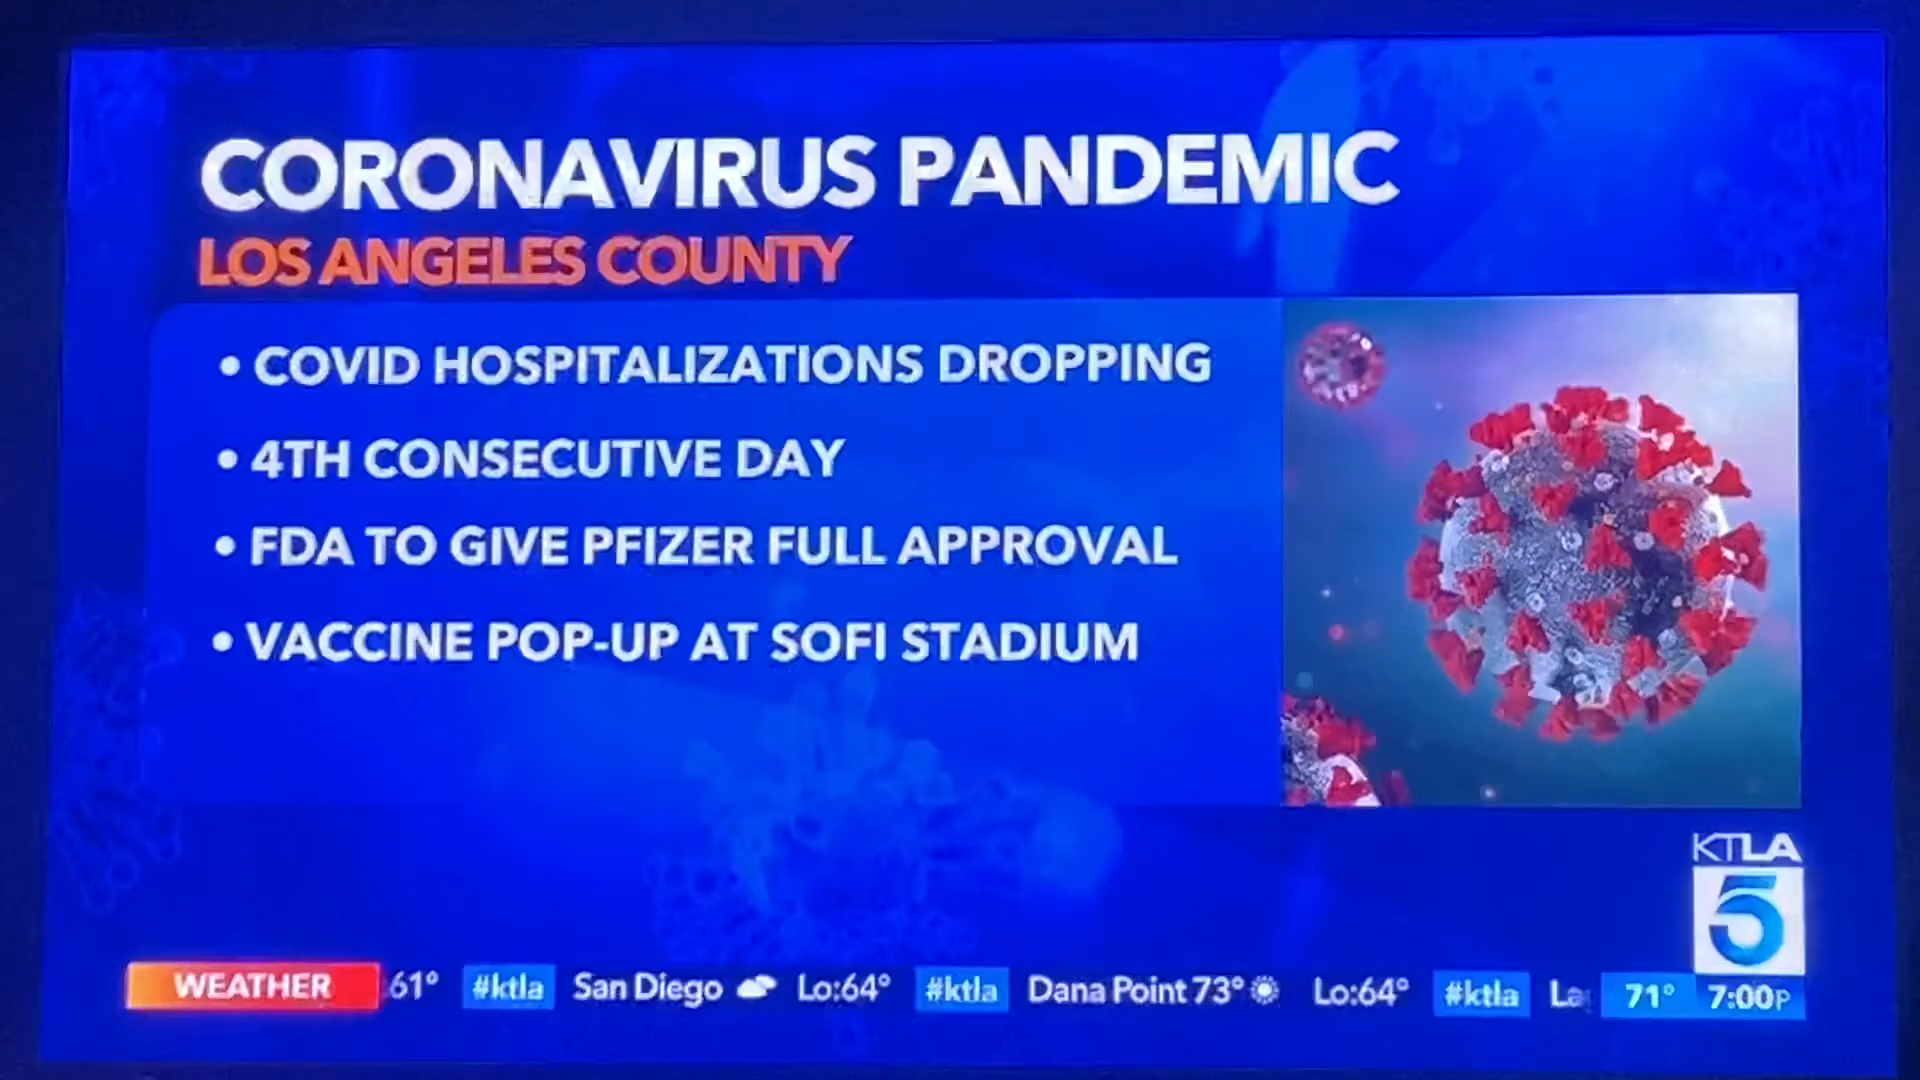 CORONAVIRUS PANDEMIC
LOS ANGELES COUNTY
• COVID HOSPITALIZATIONS DROPPING
• 4TH CONSECUTIVE DAY
• FDA TO GIVE PFIZER FULL APPROVAL
• VACCINE POP-UP AT SOFI STADIUM
KTLA
5
WEATHER 61° #ktla San Diego Lo:64° #ktla Dana Point 73° Lo:64° #ktla 71° 7:00P